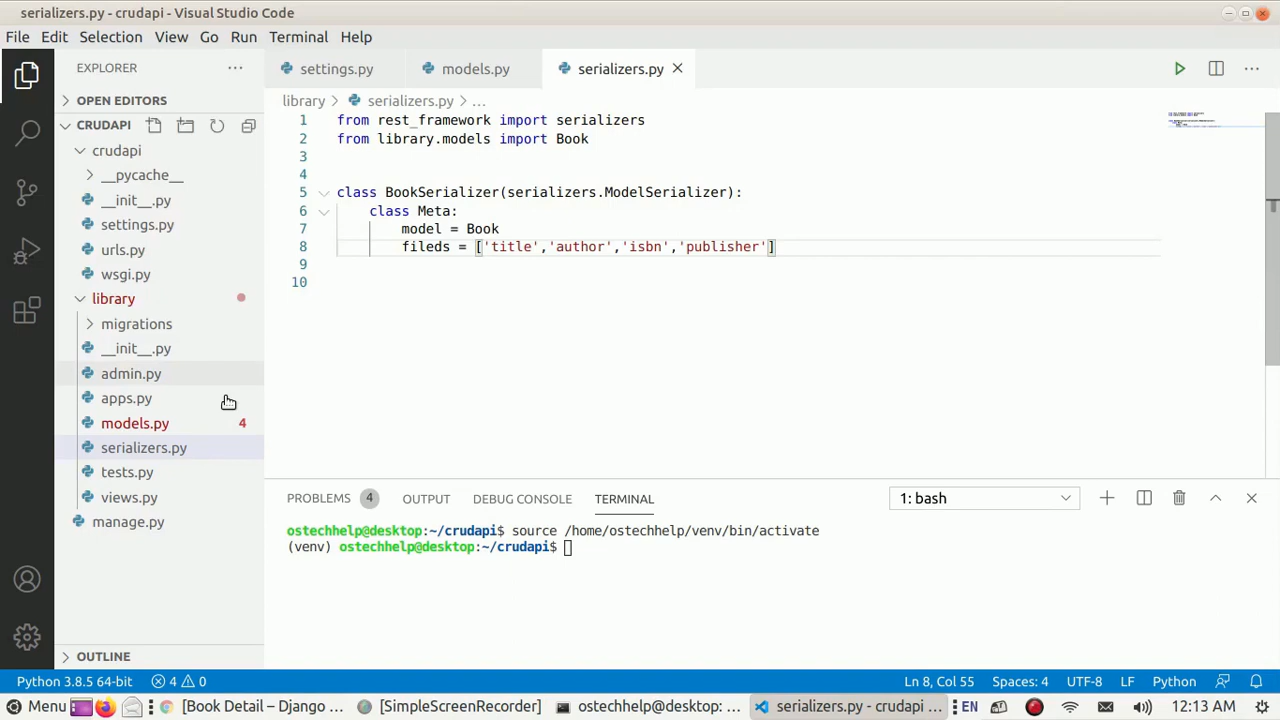 serializers.py - crudapi - Visual Studio Code
File Edit Selection View Go Run Terminal Help
EXPLORER
settings.py
models.py
serializers.py
OPEN EDITORS
CRUDAPI
crudapi
__pycache__
__init__.py
settings.py
urls.py
wsgi.py
library
migrations
__init__.py
admin.py
apps.py
models.py 4
serializers.py
tests.py
views.py
manage.py
OUTLINE
library > serializers.py > ...
1 from rest_framework import serializers
2 from library.models import Book
3
4
5 class BookSerializer(serializers.ModelSerializer):
6 class Meta:
7 model = Book
8 fileds = ['title','author','isbn','publisher']
9
10
PROBLEMS 4 OUTPUT DEBUG CONSOLE TERMINAL 1: bash
ostechhelp@desktop:~/crudapi$ source /home/ostechhelp/venv/bin/activate
(venv) ostechhelp@desktop:~/crudapi$
Python 3.8.5 64-bit 4 0 Ln 8, Col 55 Spaces: 4 UTF-8 LF Python
Menu [Book Detail – Django ... [SimpleScreenRecorder] ostechhelp@desktop: ... serializers.py - crudapi ... EN 12:13 AM